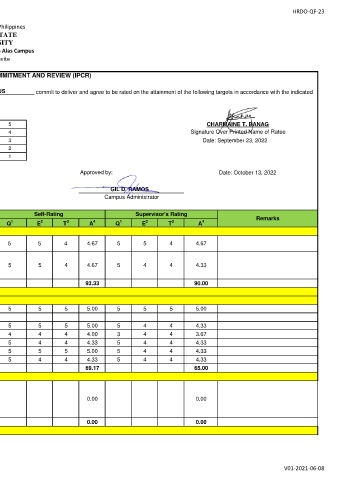 HRDO-QF-23
Philippines
TATE
SITY
Alas Campus
vite
MMITMENT AND REVIEW (IPCR)
US commit to deliver and agree to be rated on the attainment of the following targets in accordance with the indicated
CHARMAINE T. BANAG
5
Signature Over Printed Name of Ratee
4
Date: September 23, 2022
3
2
1
Approved by: Date: October 13, 2022
GIL D. RAMOS
Campus Administrator
Self-Rating Supervisor's Rating Remarks
Q1 E2 T3 A4 Q1 E2 T3 A4
5 5 4 4.67 5 5 4 4.67
5 5 4 4.67 5 4 4 4.33
93.33 90.00
5 5 5 5.00 5 5 5 5.00
5 5 5 5.00 5 4 4 4.33
4 4 4 4.00 3 4 4 3.67
5 4 4 4.33 5 4 4 4.33
5 5 5 5.00 5 4 4 4.33
5 4 4 4.33 5 4 4 4.33
69.17 65.00
0.00 0.00
0.00 0.00
V01-2021-06-08